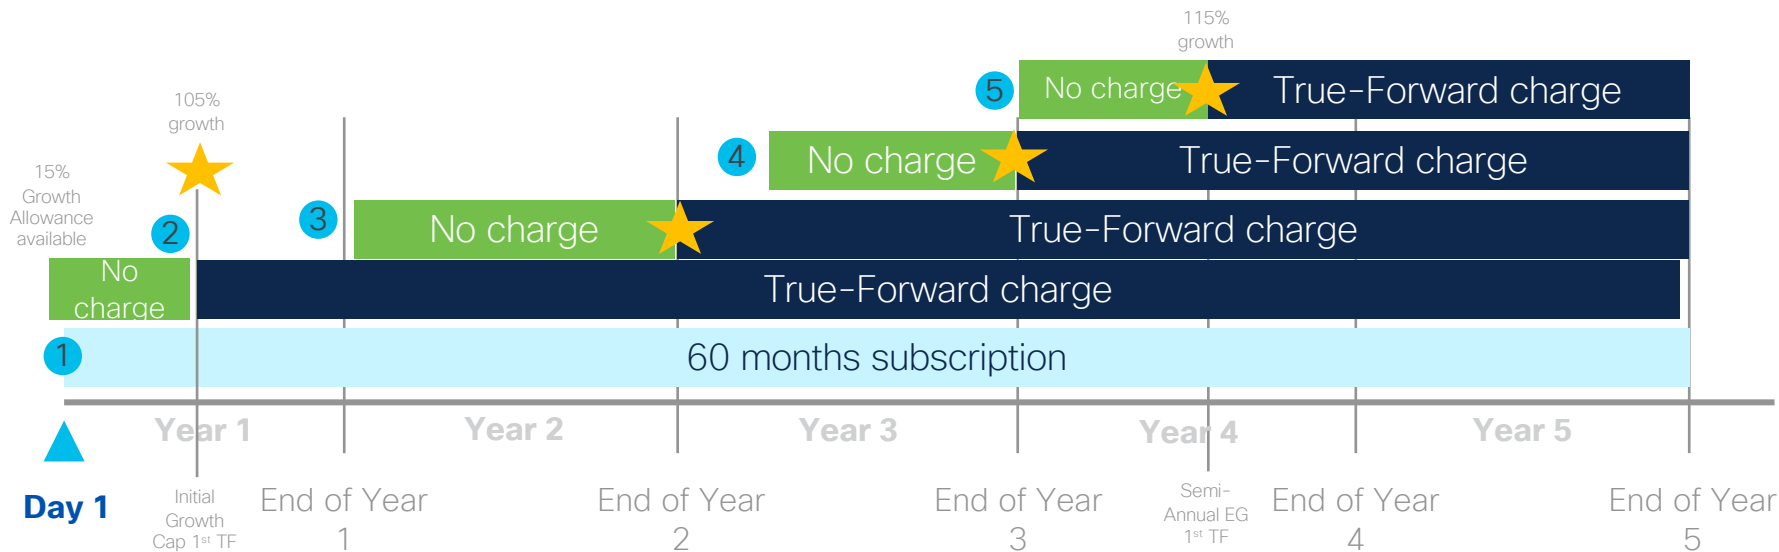 115%
growth
5
No charge
True-Forward charge
105%
growth
4
No charge
True-Forward charge
15%
Growth
Allowance
available
2
3
No charge
True-Forward charge
No
charge
True-Forward charge
1
60 months subscription
Year 1
Year 2
Year 3
Year 4
Year 5
Day 1
Initial
Growth
Cap 1st TF
End of Year
1
End of Year
2
End of Year
3
Semi-
Annual EG
1st TF
End of Year
4
End of Year
5